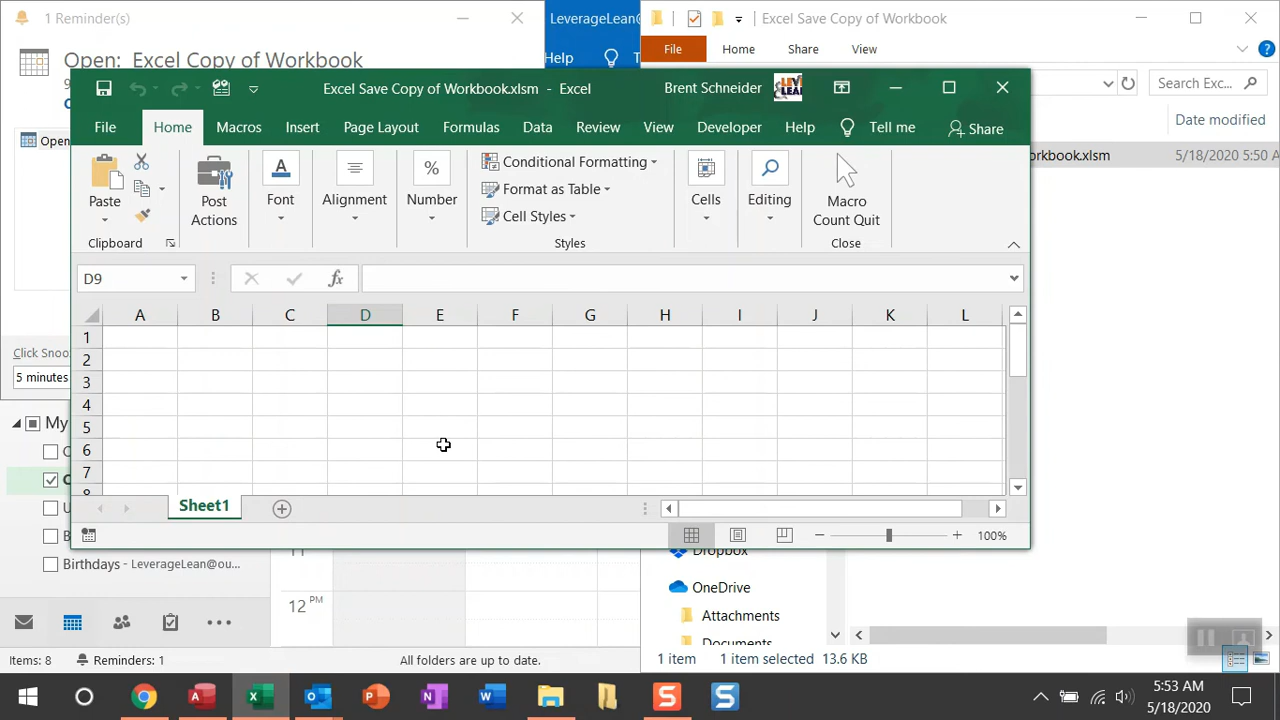 1 Reminder(s)
Open: Excel Copy of Workbook
Open
Click Snoo
5 minutes
My
Birthdays - LeverageLean@ou...
Items: 8
Reminders: 1
All folders are up to date.
11
12 PM
LeverageLean@
Help
Excel Save Copy of Workbook
File
Home
Share
View
Search Exc...
Date modified
orkbook.xlsm
5/18/2020 5:50 A
Dropbox
OneDrive
Attachments
Documents
1 item
1 item selected 13.6 KB
Excel Save Copy of Workbook.xlsm - Excel
Brent Schneider
File
Home
Macros
Insert
Page Layout
Formulas
Data
Review
View
Developer
Help
Tell me
Share
Paste
Clipboard
Post Actions
Font
Alignment
Number
Conditional Formatting
Format as Table
Cell Styles
Styles
Cells
Editing
Macro Count Quit
Close
D9
fx
A B C D E F G H I J K L
1
2
3
4
5
6
7
8
Sheet1
100%
5:53 AM
5/18/2020